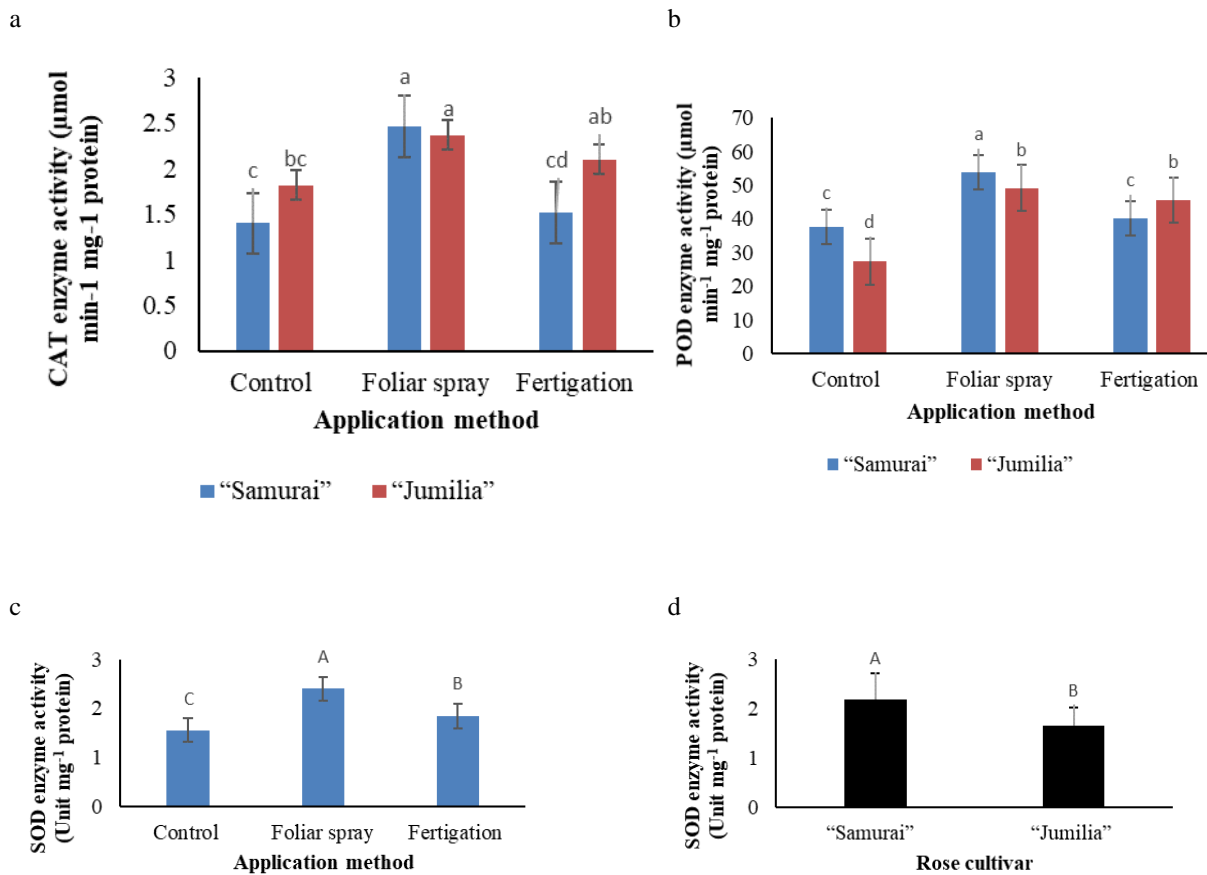 a
CAT enzyme activity (µmol
min-1 mg-1 protein)
3
2.5
2
1.5
1
0.5
0
c
bc
a
a
cd
ab
Control
Foliar spray
Fertigation
Application method
“Samurai”
“Jumilia”
b
POD enzyme activity (µmol
min⁻¹ mg⁻¹ protein)
70
60
50
40
30
20
10
0
c
d
a
b
c
b
Control
Foliar spray
Fertigation
Application method
“Samurai”
“Jumilia”
c
SOD enzyme activity
(Unit mg⁻¹ protein)
3
2
1
0
C
A
B
Control
Foliar spray
Fertigation
Application method
d
SOD enzyme activity
(Unit mg⁻¹ protein)
3
2
1
0
A
B
“Samurai”
“Jumilia”
Rose cultivar